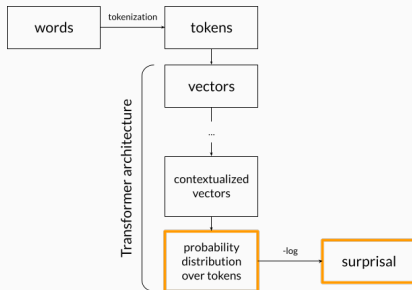 words
tokenization
tokens
vectors
...
contextualized
vectors
probability
distribution
over tokens
-log
surprisal
Transformer architecture